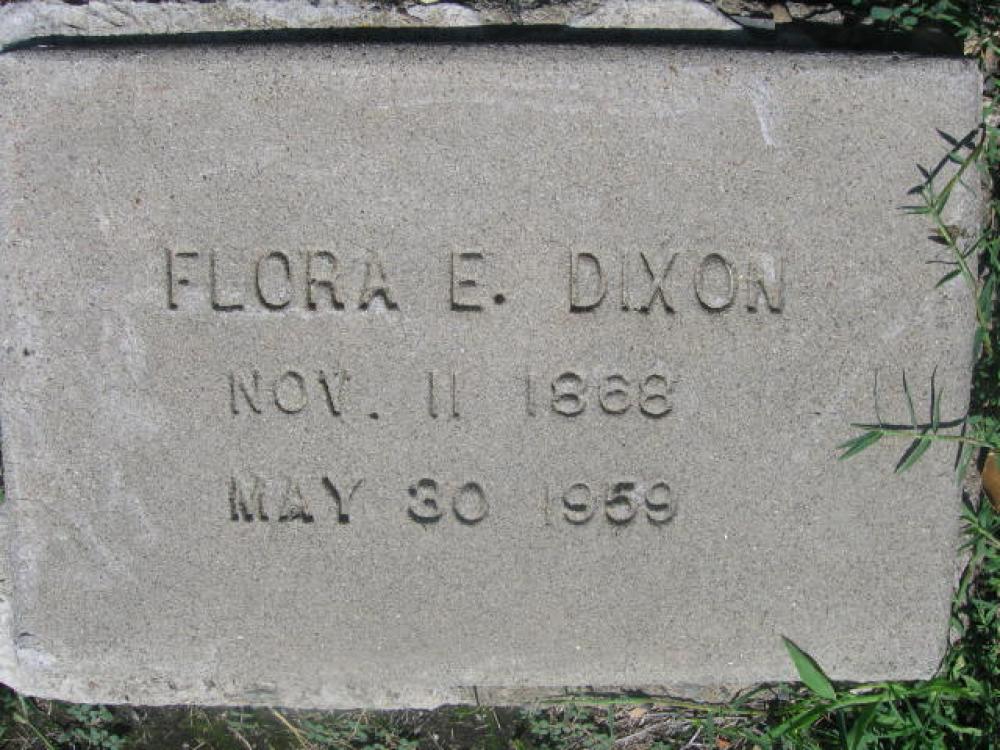 FLORA E. DIXON
NOV. 11 1868
MAY 30 1959